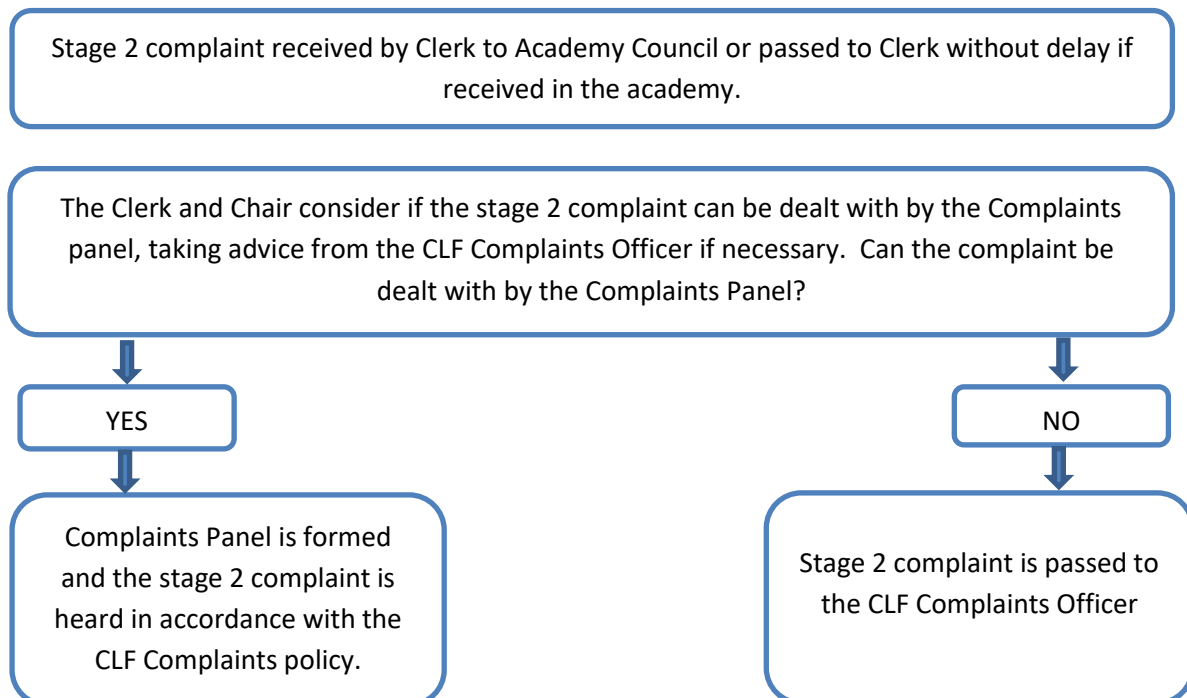 Stage 2 complaint received by Clerk to Academy Council or passed to Clerk without delay if
received in the academy.
The Clerk and Chair consider if the stage 2 complaint can be dealt with by the Complaints
panel, taking advice from the CLF Complaints Officer if necessary.  Can the complaint be
dealt with by the Complaints Panel?
YES
NO
Complaints Panel is formed
and the stage 2 complaint is
heard in accordance with the
CLF Complaints policy.
Stage 2 complaint is passed to
the CLF Complaints Officer